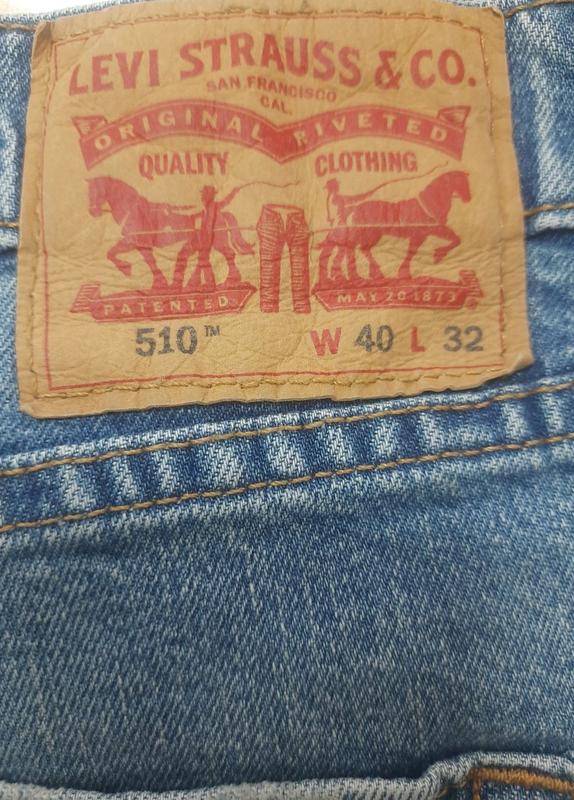 LEVI STRAUSS & CO.
SAN FRANCISCO
CAL.
ORIGINAL RIVETED
QUALITY CLOTHING
PATENTED MAY 20 1873
510™ W 40 L 32